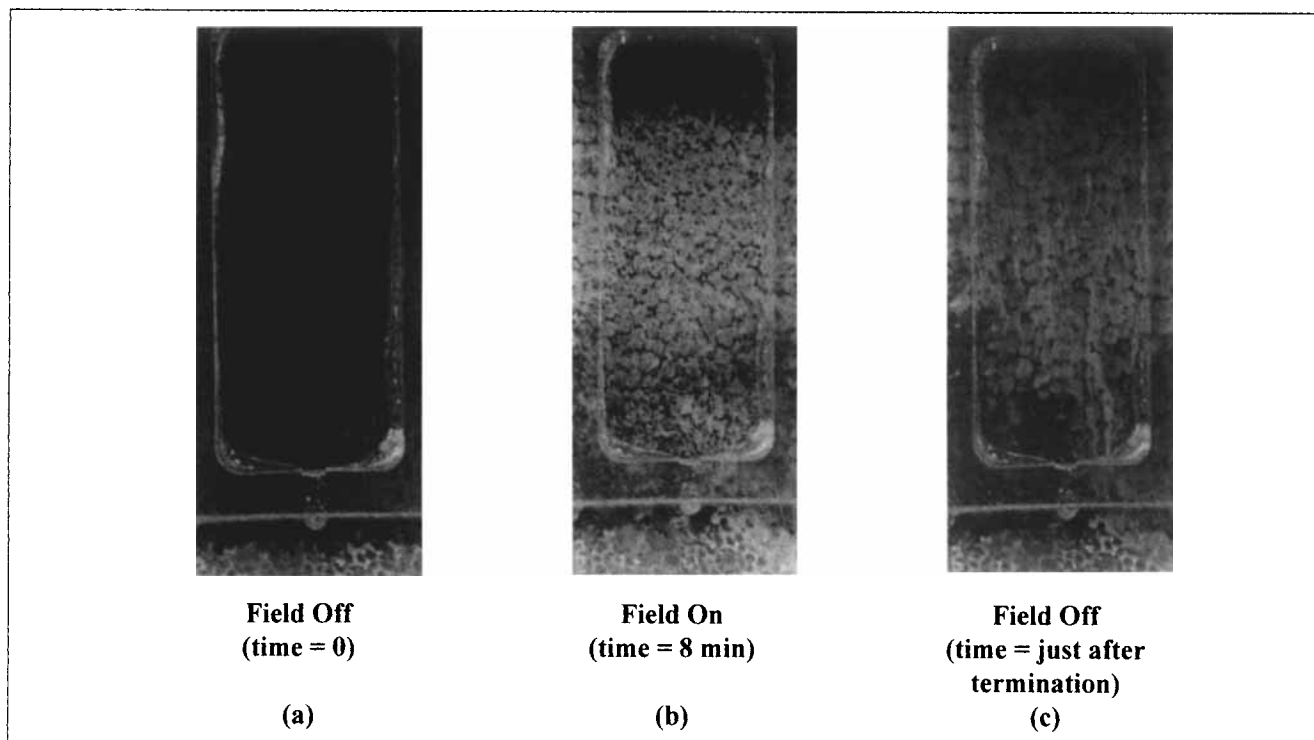 Field Off
(time = 0)
(a)
Field On
(time = 8 min)
(b)
Field Off
(time = just after
termination)
(c)